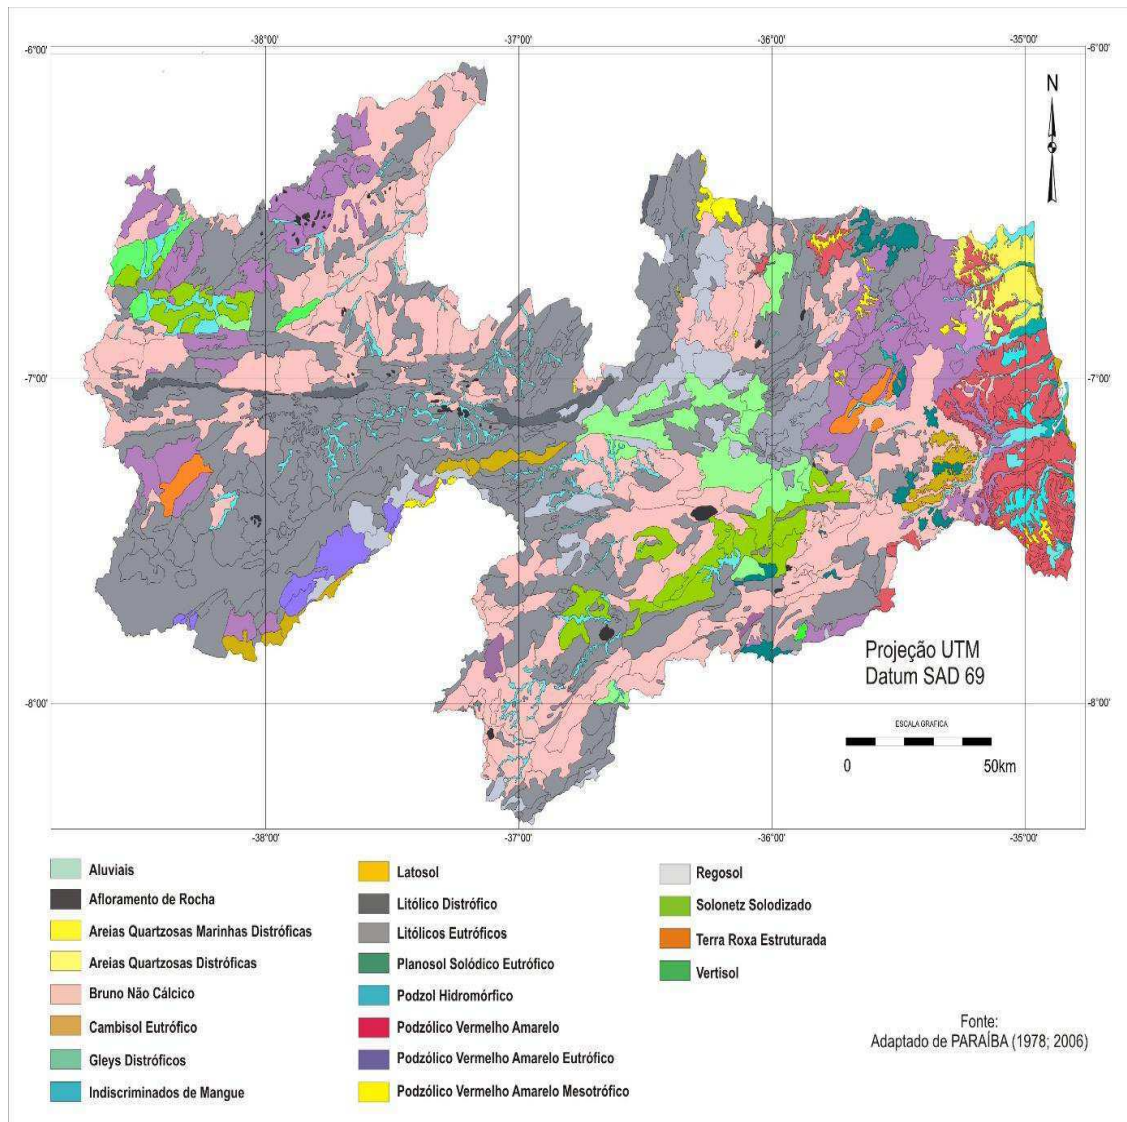 -38°00' -37°00' -36°00' -35°00'
-6°00' -6°00'
N
-7°00' -7°00'
Projeção UTM
Datum SAD 69
-8°00' -8°00'
ESCALA GRAFICA
0 50km
-38°00' -37°00' -36°00' -35°00'
Aluviais
Afloramento de Rocha
Areias Quartzosas Marinhas Distróficas
Areias Quartzosas Distróficas
Bruno Não Cálcico
Cambisol Eutrófico
Gleys Distróficos
Indiscriminados de Mangue
Latosol
Litólico Distrófico
Litólicos Eutróficos
Planosol Solódico Eutrófico
Podzol Hidromórfico
Podzólico Vermelho Amarelo
Podzólico Vermelho Amarelo Eutrófico
Podzólico Vermelho Amarelo Mesotrófico
Regosol
Solonetz Solodizado
Terra Roxa Estruturada
Vertisol
Fonte:
Adaptado de PARAÍBA (1978; 2006)